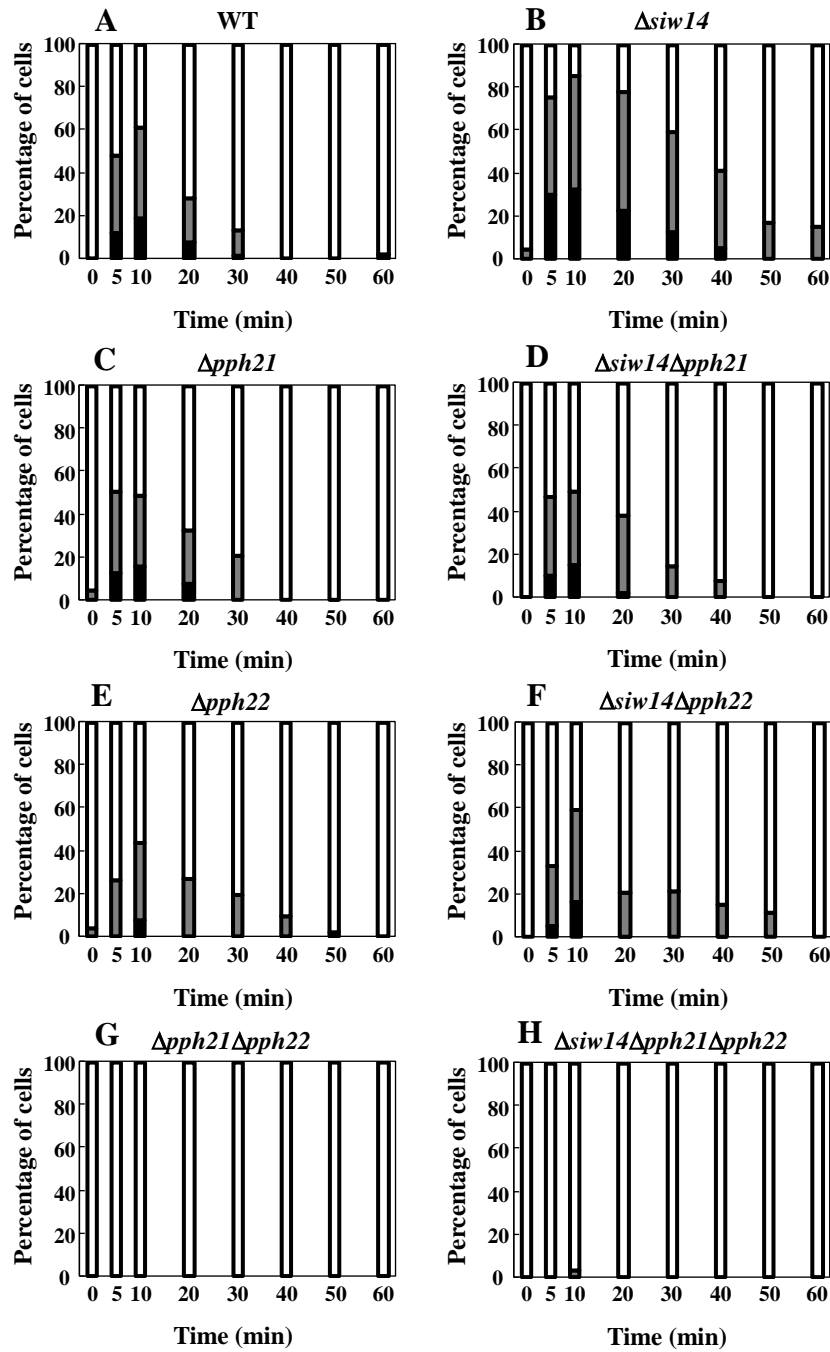 A WT
Percentage of cells
100
80
60
40
20
0
0 5 10 20 30 40 50 60
Time (min)
B Δsiw14
Percentage of cells
100
80
60
40
20
0
0 5 10 20 30 40 50 60
Time (min)
C Δpph21
Percentage of cells
100
80
60
40
20
0
0 5 10 20 30 40 50 60
Time (min)
D Δsiw14Δpph21
Percentage of cells
100
80
60
40
20
0
0 5 10 20 30 40 50 60
Time (min)
E Δpph22
Percentage of cells
100
80
60
40
20
0
0 5 10 20 30 40 50 60
Time (min)
F Δsiw14Δpph22
Percentage of cells
100
80
60
40
20
0
0 5 10 20 30 40 50 60
Time (min)
G Δpph21Δpph22
Percentage of cells
100
80
60
40
20
0
0 5 10 20 30 40 50 60
Time (min)
H Δsiw14Δpph21Δpph22
Percentage of cells
100
80
60
40
20
0
0 5 10 20 30 40 50 60
Time (min)